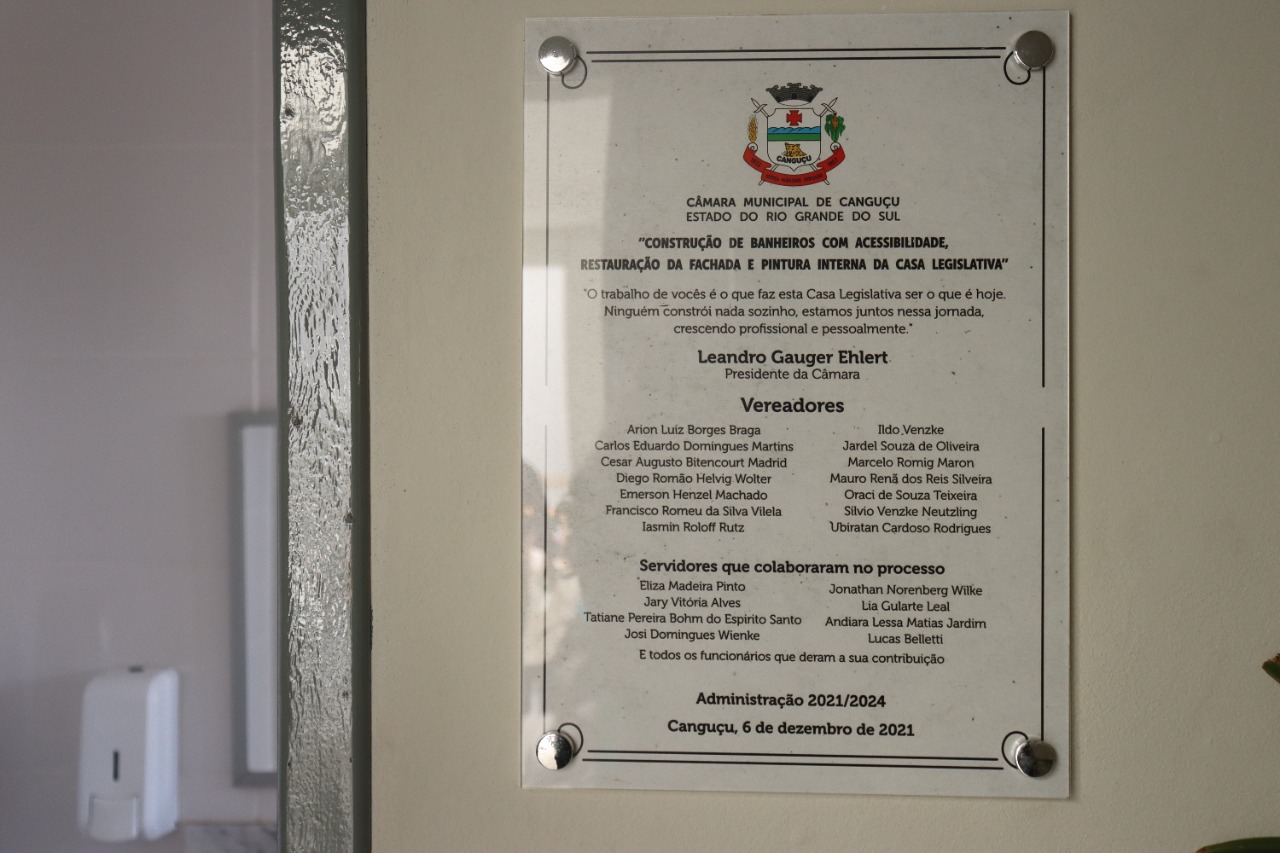 CANGUÇU
CÂMARA MUNICIPAL DE CANGUÇU
ESTADO DO RIO GRANDE DO SUL
"CONSTRUÇÃO DE BANHEIROS COM ACESSIBILIDADE,
RESTAURAÇÃO DA FACHADA E PINTURA INTERNA DA CASA LEGISLATIVA"
"O trabalho de vocês é o que faz esta Casa Legislativa ser o que é hoje.
Ninguém constrói nada sozinho, estamos juntos nessa jornada,
crescendo profissional e pessoalmente."
Leandro Gauger Ehlert
Presidente da Câmara
Vereadores
Arion Luiz Borges Braga
Carlos Eduardo Domingues Martins
Cesar Augusto Bitencourt Madrid
Diego Romão Helvig Wolter
Emerson Henzel Machado
Francisco Romeu da Silva Vilela
Iasmin Roloff Rutz
Ildo Venzke
Jardel Souza de Oliveira
Marcelo Romig Maron
Mauro Renã dos Reis Silveira
Oraci de Souza Teixeira
Silvio Venzke Neutzling
Ubiratan Cardoso Rodrigues
Servidores que colaboraram no processo
Eliza Madeira Pinto
Jary Vitória Alves
Tatiane Pereira Bohm do Espirito Santo
Josi Domingues Wienke
Jonathan Norenberg Wilke
Lia Gularte Leal
Andiara Lessa Matias Jardim
Lucas Belletti
E todos os funcionários que deram a sua contribuição
Administração 2021/2024
Canguçu, 6 de dezembro de 2021